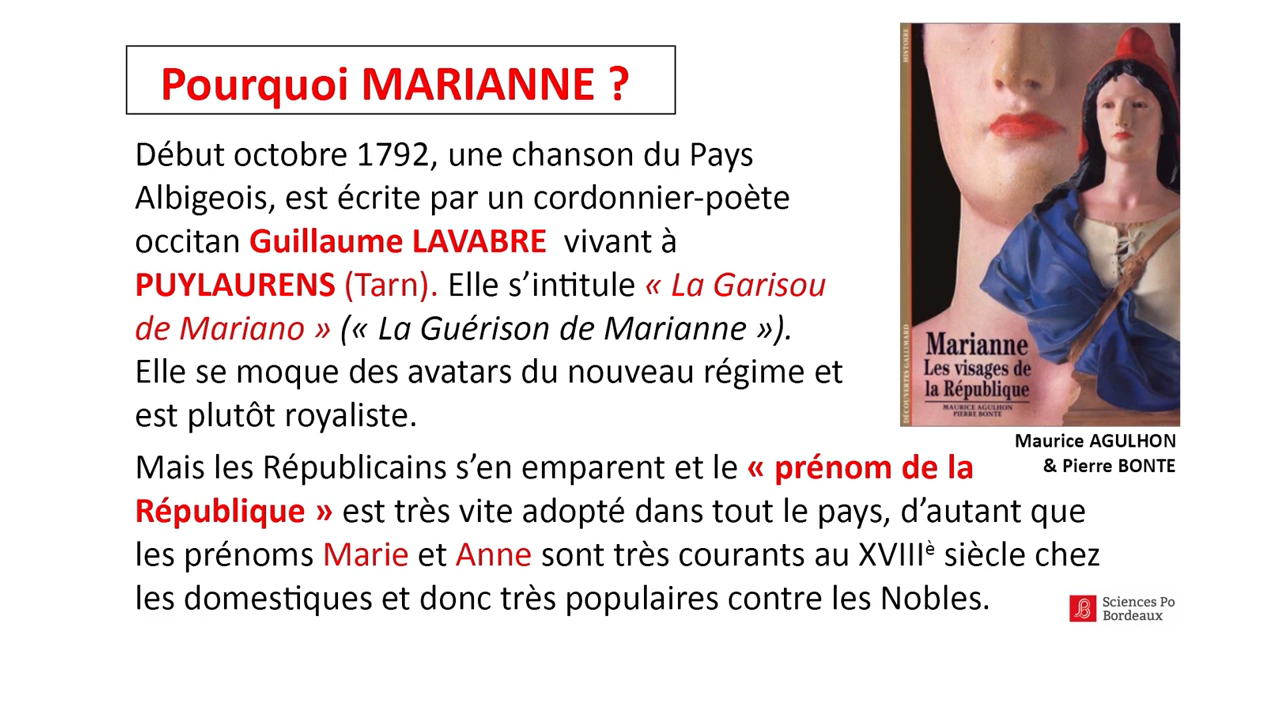 Pourquoi MARIANNE ?
Début octobre 1792, une chanson du Pays
Albigeois, est écrite par un cordonnier-poète
occitan Guillaume LAVABRE vivant à
PUYLAURENS (Tarn). Elle s’intitule « La Garisou
de Mariano » (« La Guérison de Marianne »).
Elle se moque des avatars du nouveau régime et
est plutôt royaliste.
Mais les Républicains s’en emparent et le « prénom de la
République » est très vite adopté dans tout le pays, d’autant que
les prénoms Marie et Anne sont très courants au XVIIIè siècle chez
les domestiques et donc très populaires contre les Nobles.
HISTOIRE
DÉCOUVERTES GALLIMARD
Marianne
Les visages de
la République
MAURICE AGULHON
PIERRE BONTE
Maurice AGULHON
& Pierre BONTE
Sciences Po
Bordeaux